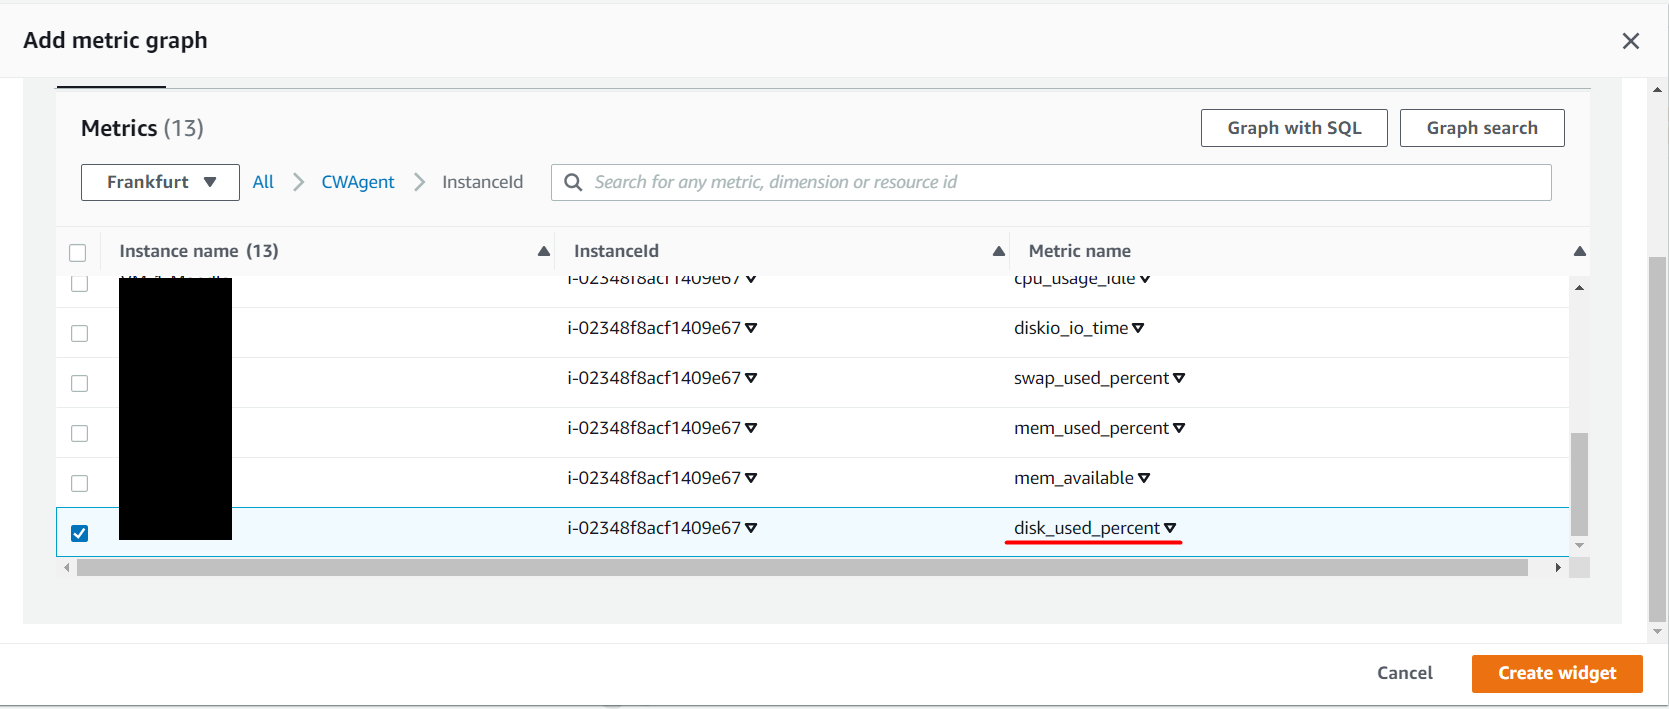 Add metric graph
Metrics (13)
Graph with SQL
Graph search
Frankfurt
All
CWAgent
InstanceId
Search for any metric, dimension or resource id
Instance name (13)
InstanceId
Metric name
i-02348f8acf1409e67
cpu_usage_idle
i-02348f8acf1409e67
diskio_io_time
i-02348f8acf1409e67
swap_used_percent
i-02348f8acf1409e67
mem_used_percent
i-02348f8acf1409e67
mem_available
i-02348f8acf1409e67
disk_used_percent
Cancel
Create widget